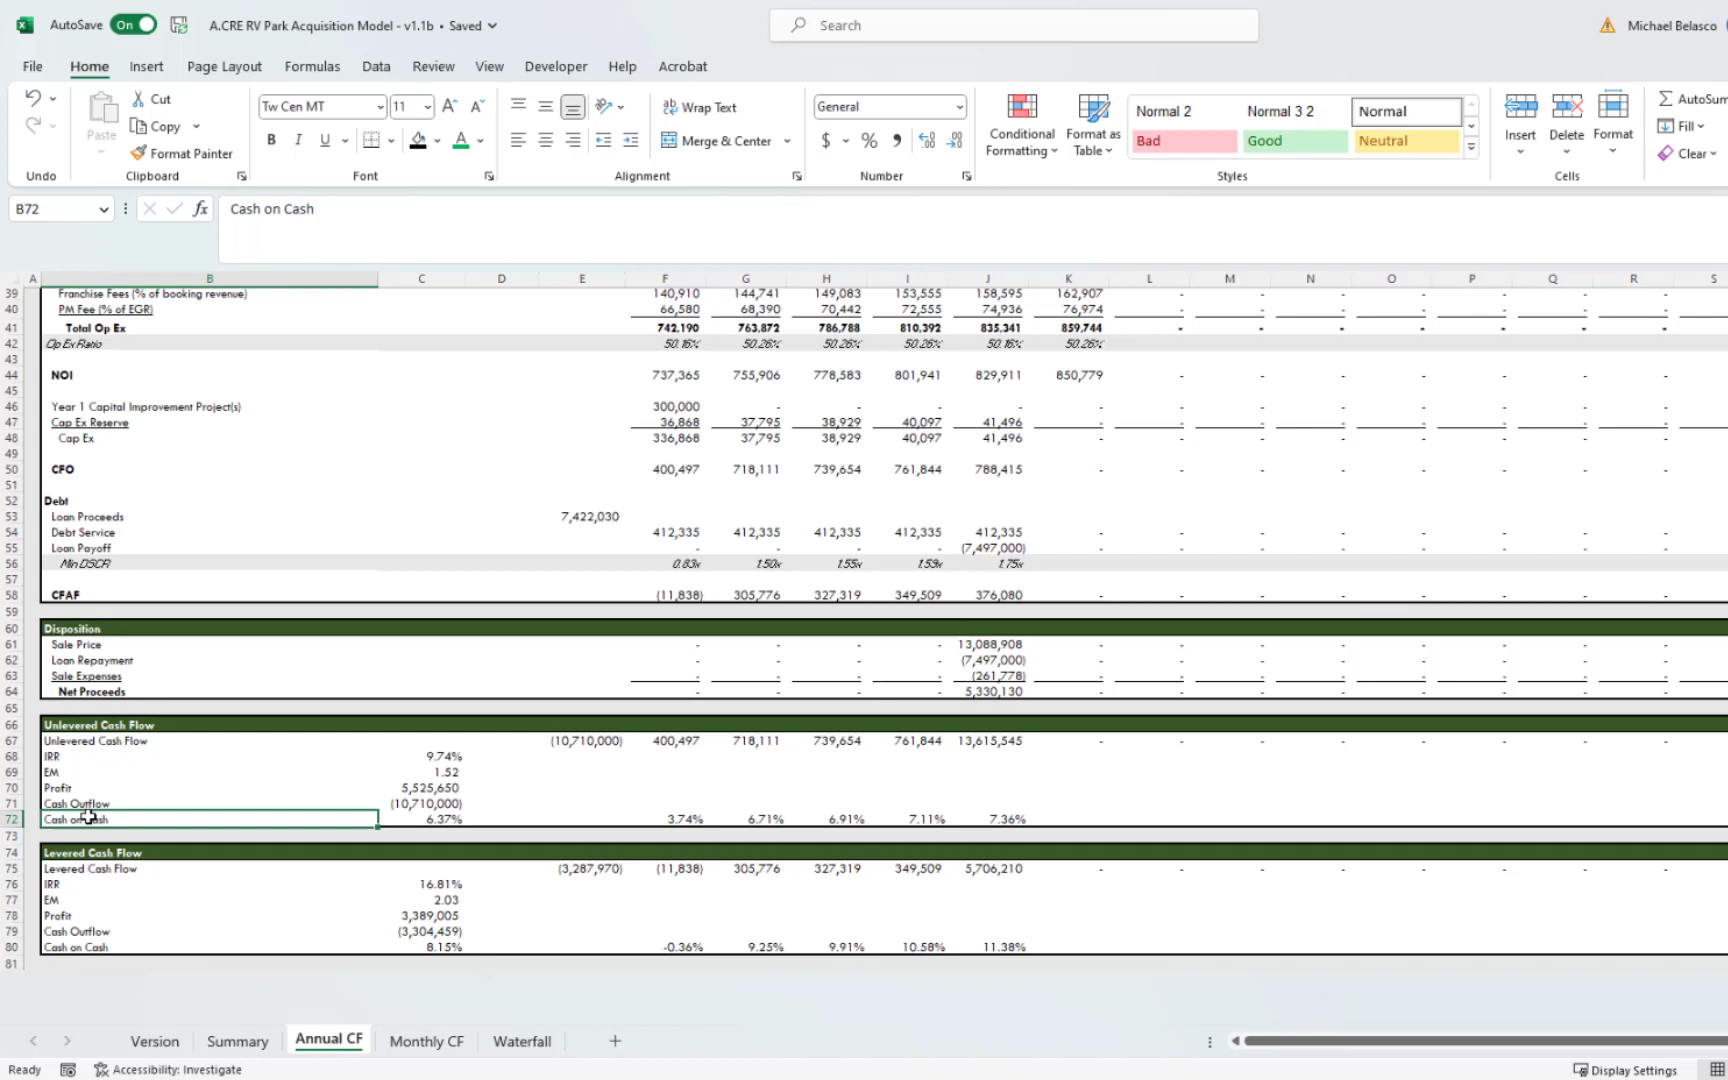 AutoSave On A.CRE RV Park Acquisition Model - v1.1b • Saved Search Michael Belasco
File Home Insert Page Layout Formulas Data Review View Developer Help Acrobat
Paste Cut Copy Format Painter
Tw Cen MT 11 A A
B I U A
Wrap Text
Merge & Center
General
$ % 9
Conditional Formatting Format as Table
Normal 2 Normal 3 2 Normal
Bad Good Neutral
Insert Delete Format
AutoSum
Fill
Clear
Undo Clipboard Font Alignment Number Styles Cells
B72 fx Cash on Cash
A B C D E F G H I J K L M N O P Q R S
39 Franchise Fees (% of booking revenue) 140,910 144,741 149,083 153,555 158,595 162,907
40 PM Fee (% of EGR) 66,580 68,390 70,442 72,555 74,936 76,974 - - - - - - -
41 Total Op Ex 742,190 763,872 786,788 810,392 835,341 859,744 - - - - - - -
42 Op Ex Ratio 50.16% 50.26% 50.26% 50.26% 50.16% 50.26%
43
44 NOI 737,365 755,906 778,583 801,941 829,911 850,779 - - - - - - -
45
46 Year 1 Capital Improvement Project(s) 300,000 - - - - - - - - - - - -
47 Cap Ex Reserve 36,868 37,795 38,929 40,097 41,496 - - - - - - - -
48 Cap Ex 336,868 37,795 38,929 40,097 41,496 - - - - - - - -
49
50 CFO 400,497 718,111 739,654 761,844 788,415 - - - - - - - -
51
52 Debt
53 Loan Proceeds 7,422,030
54 Debt Service 412,335 412,335 412,335 412,335 412,335 - - - - - - - -
55 Loan Payoff - - - - (7,497,000) - - - - - - - -
56 Min DSCR 0.83x 1.50x 1.55x 1.59x 1.75x
57
58 CFAF (11,838) 305,776 327,319 349,509 376,080 - - - - - - - -
59
60 Disposition
61 Sale Price - - - - 13,088,908 - - - - - - - -
62 Loan Repayment - - - - (7,497,000) - - - - - - - -
63 Sale Expenses - - - - (261,778) - - - - - - - -
64 Net Proceeds - - - - 5,330,130 - - - - - - - -
65
66 Unlevered Cash Flow
67 Unlevered Cash Flow (10,710,000) 400,497 718,111 739,654 761,844 13,615,545 - - - - - - - -
68 IRR 9.74%
69 EM 1.52
70 Profit 5,525,650
71 Cash Outflow (10,710,000)
72 Cash on Cash 6.37% 3.74% 6.71% 6.91% 7.11% 7.36%
73
74 Levered Cash Flow
75 Levered Cash Flow (3,287,970) (11,838) 305,776 327,319 349,509 5,706,210 - - - - - - - -
76 IRR 16.81%
77 EM 2.03
78 Profit 3,389,005
79 Cash Outflow (3,304,459)
80 Cash on Cash 8.15% -0.36% 9.25% 9.91% 10.58% 11.38%
81
Version Summary Annual CF Monthly CF Waterfall +
Ready Accessibility: Investigate Display Settings